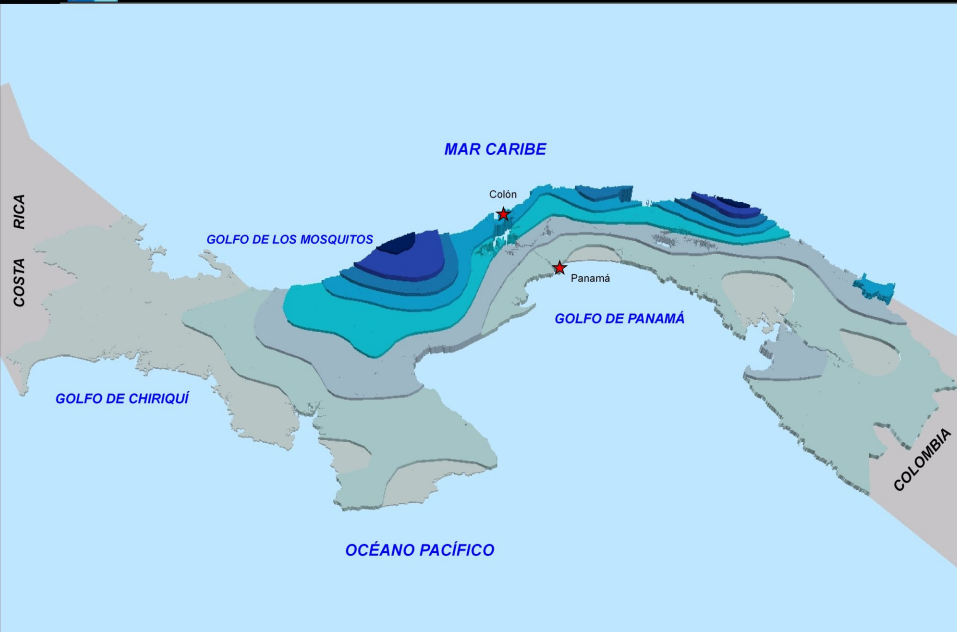 MAR CARIBE
Colón
COSTA RICA
GOLFO DE LOS MOSQUITOS
Panamá
GOLFO DE PANAMÁ
GOLFO DE CHIRIQUÍ
COLOMBIA
OCÉANO PACÍFICO